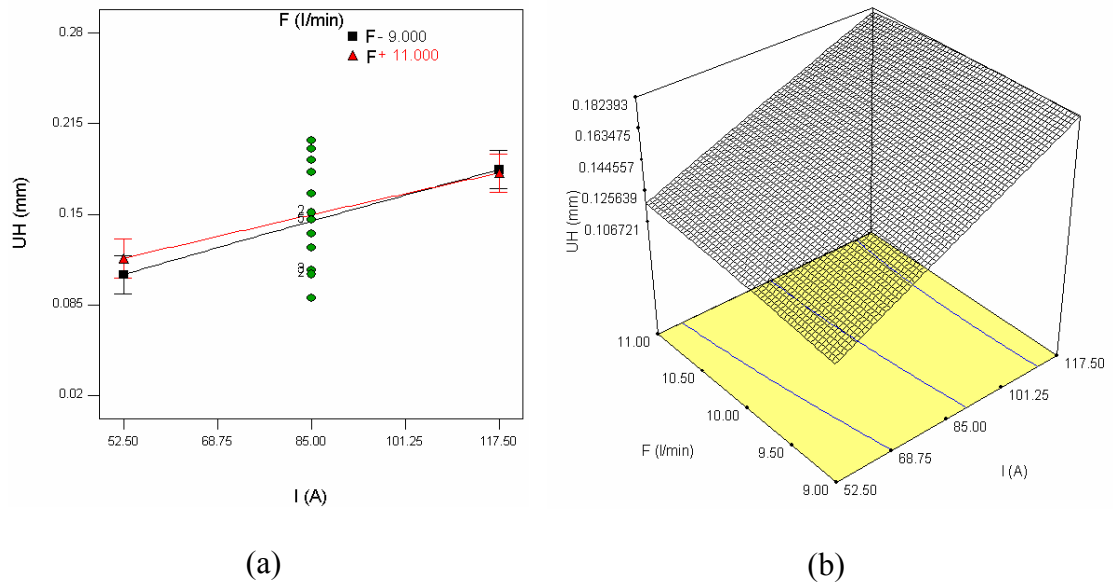 F (l/min)
F - 9.000
F + 11.000
0.28
0.215
0.15
0.085
0.02
UH (mm)
2
2
52.50
68.75
85.00
101.25
117.50
I (A)
(a)
0.182393
0.163475
0.144557
0.125639
0.106721
UH (mm)
11.00
10.50
10.00
9.50
9.00
F (l/min)
52.50
68.75
85.00
101.25
117.50
I (A)
(b)